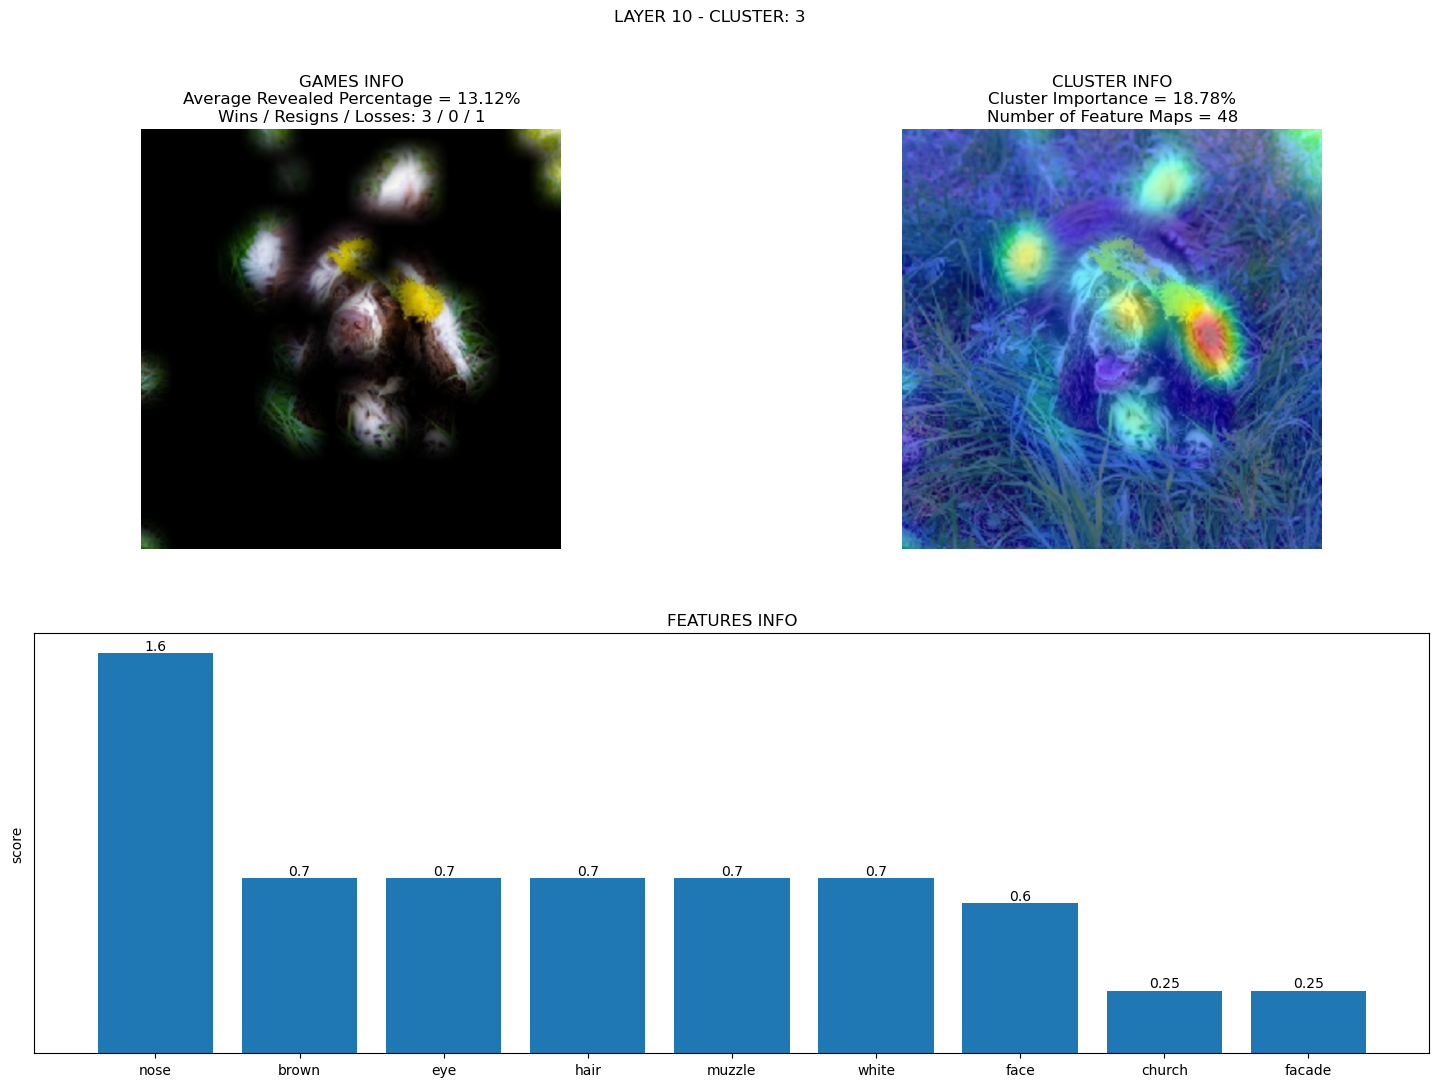 LAYER 10 - CLUSTER: 3
GAMES INFO
Average Revealed Percentage = 13.12%
Wins / Resigns / Losses: 3 / 0 / 1
CLUSTER INFO
Cluster Importance = 18.78%
Number of Feature Maps = 48
FEATURES INFO
score
1.6
0.7
0.7
0.7
0.7
0.7
0.6
0.25
0.25
nose
brown
eye
hair
muzzle
white
face
church
facade